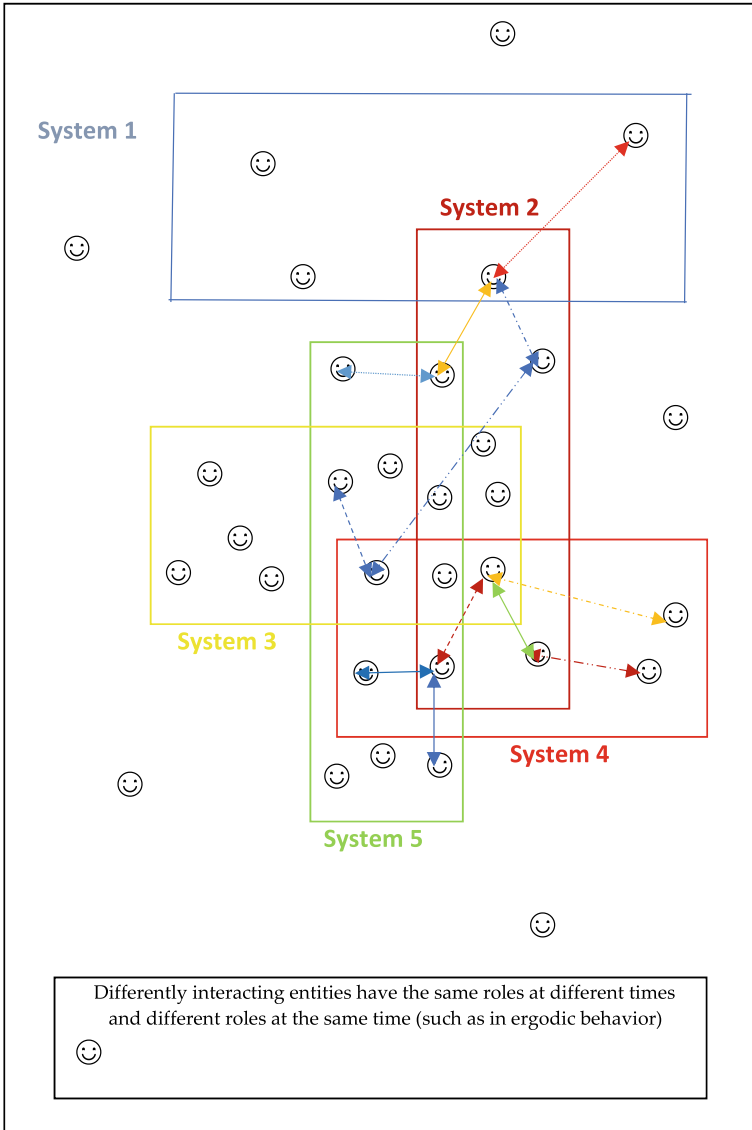 System 1
System 2
System 3
System 4
System 5
Differently interacting entities have the same roles at different times
and different roles at the same time (such as in ergodic behavior)